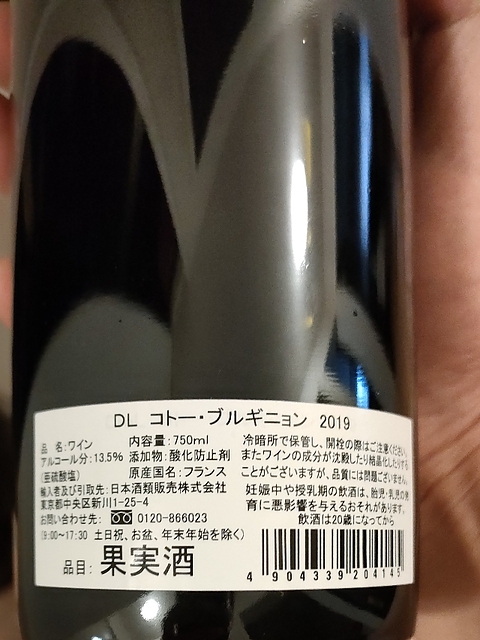 DL コトー・ブルギニョン 2019
品 名:ワイン 内容量:750ml
アルコール分:13.5% 添加物:酸化防止剤
(亜硫酸塩) 原産国名:フランス
輸入者及び引取先:日本酒類販売株式会社
東京都中央区新川1-25-4
お問い合わせ先: 0120-866023
(9:00~17:30 土日祝、お盆、年末年始を除く)
品目:果実酒
冷暗所で保管し、開栓の際はご注意ください。
またワインの成分が沈殿したり結晶化したりする
ことがございますが、品質には問題ございません。
妊娠中や授乳期の飲酒は、胎児・乳児の発
育に悪影響を与えるおそれがあります。
飲酒は20歳になってから
4 904339 204145